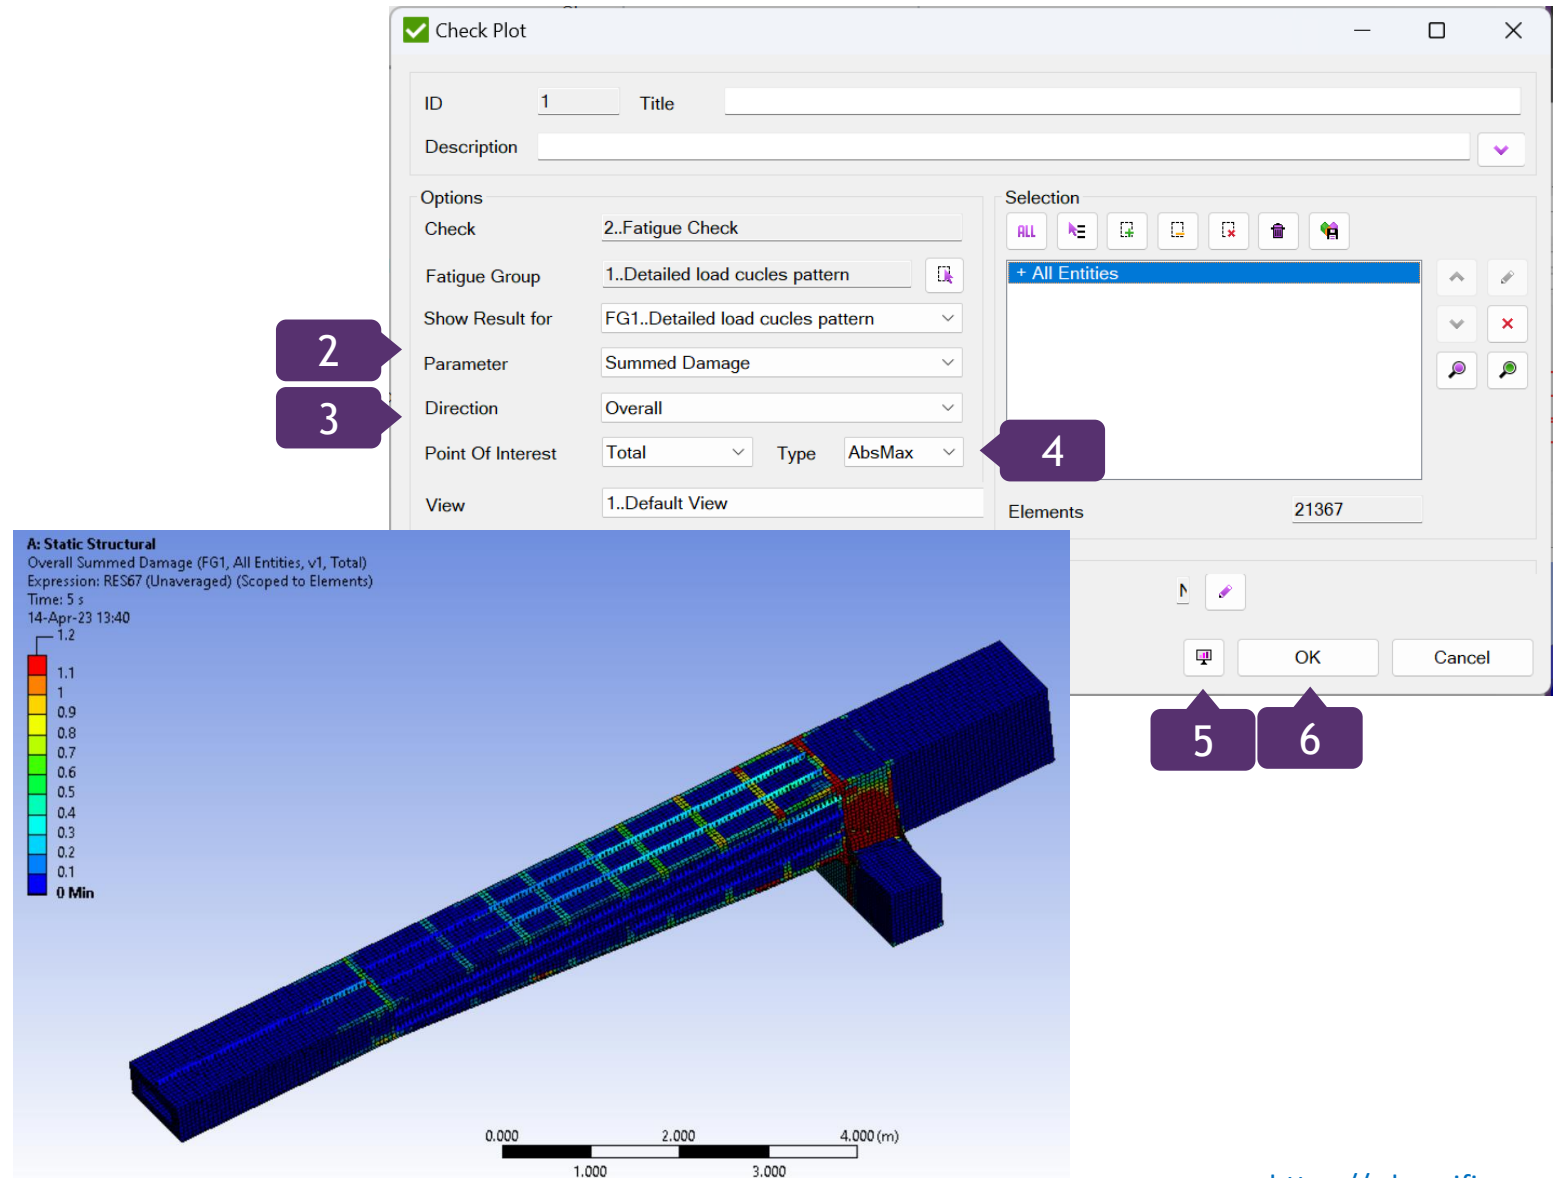 Check Plot
ID 1 Title
Description
Options
Check 2..Fatigue Check
Fatigue Group 1..Detailed load cucles pattern
Show Result for FG1..Detailed load cucles pattern
Parameter Summed Damage
Direction Overall
Point Of Interest Total Type AbsMax
View 1..Default View
Selection
ALL
+ All Entities
Elements 21367
OK Cancel
2
3
4
5
6
A: Static Structural
Overall Summed Damage (FG1, All Entities, v1, Total)
Expression: RES67 (Unaveraged) (Scoped to Elements)
Time: 5 s
14-Apr-23 13:40
1.2
1.1
1
0.9
0.8
0.7
0.6
0.5
0.4
0.3
0.2
0.1
0 Min
0.000 2.000 4.000 (m)
1.000 3.000